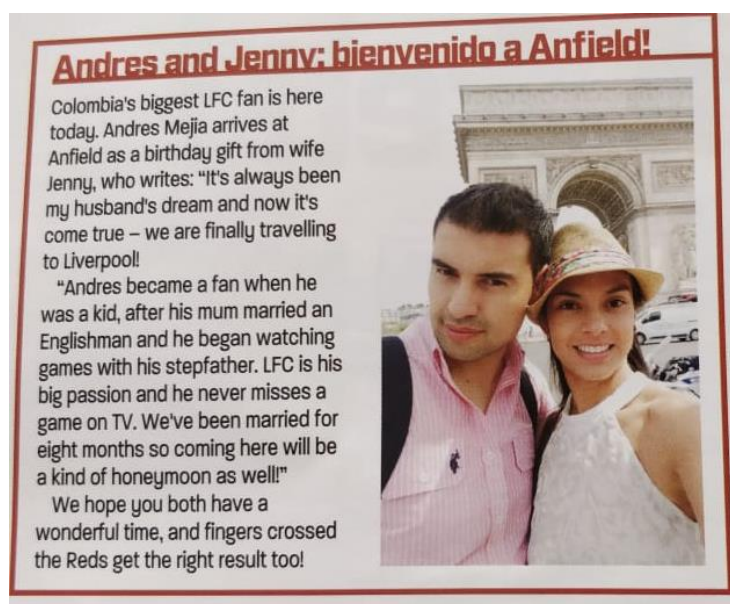 Andres and Jenny: bienvenido a Anfield!
Colombia's biggest LFC fan is here
today. Andres Mejia arrives at
Anfield as a birthday gift from wife
Jenny, who writes: “It's always been
my husband's dream and now it's
come true – we are finally travelling
to Liverpool!
“Andres became a fan when he
was a kid, after his mum married an
Englishman and he began watching
games with his stepfather. LFC is his
big passion and he never misses a
game on TV. We've been married for
eight months so coming here will be
a kind of honeymoon as well!”
We hope you both have a
wonderful time, and fingers crossed
the Reds get the right result too!